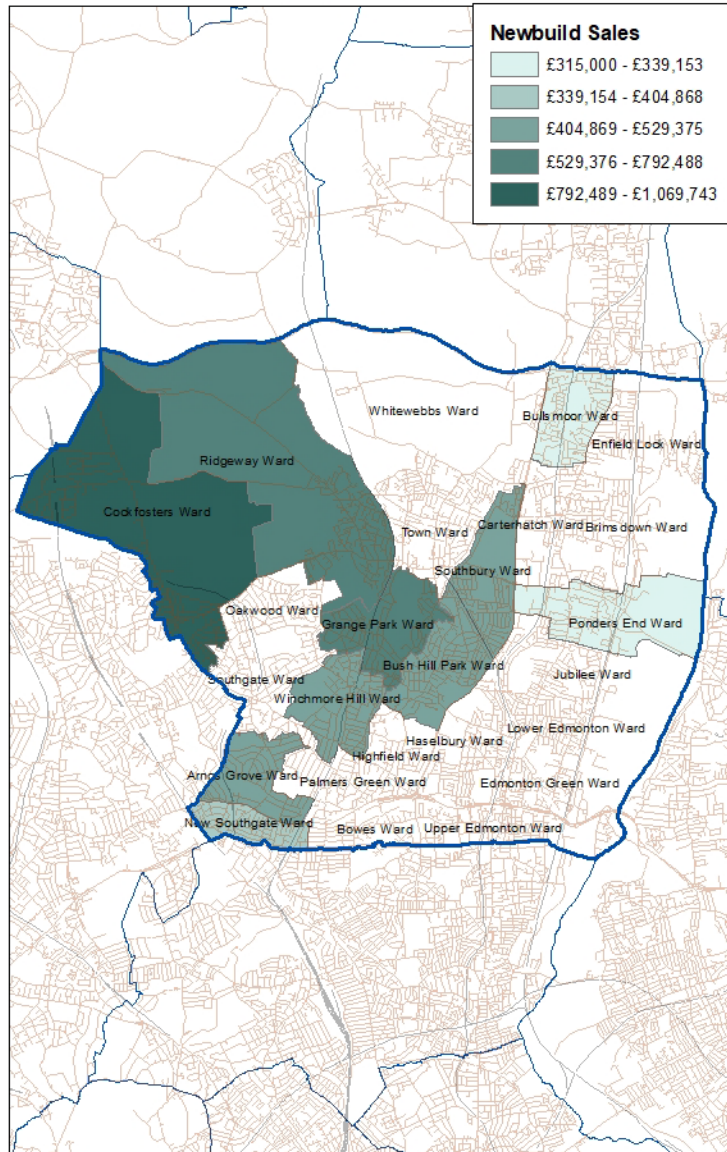 Newbuild Sales
£315,000 - £339,153
£339,154 - £404,868
£404,869 - £529,375
£529,376 - £792,488
£792,489 - £1,069,743
Whitewebbs Ward
Bullsmoor Ward
Enfield Lock Ward
Ridgeway Ward
Cockfosters Ward
Town Ward
Carterhatch Ward
Brimsdown Ward
Southbury Ward
Oakwood Ward
Grange Park Ward
Ponders End Ward
Southgate Ward
Bush Hill Park Ward
Jubilee Ward
Winchmore Hill Ward
Lower Edmonton Ward
Haselbury Ward
Highfield Ward
Arnos Grove Ward
Palmers Green Ward
Edmonton Green Ward
New Southgate Ward
Bowes Ward
Upper Edmonton Ward